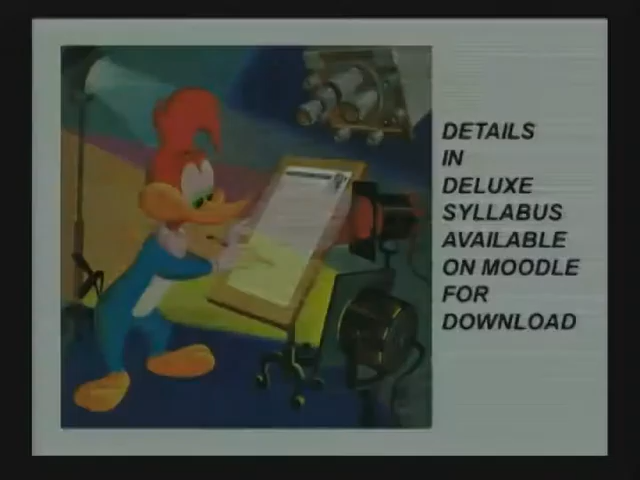 DETAILS
IN
DELUXE
SYLLABUS
AVAILABLE
ON MOODLE
FOR
DOWNLOAD